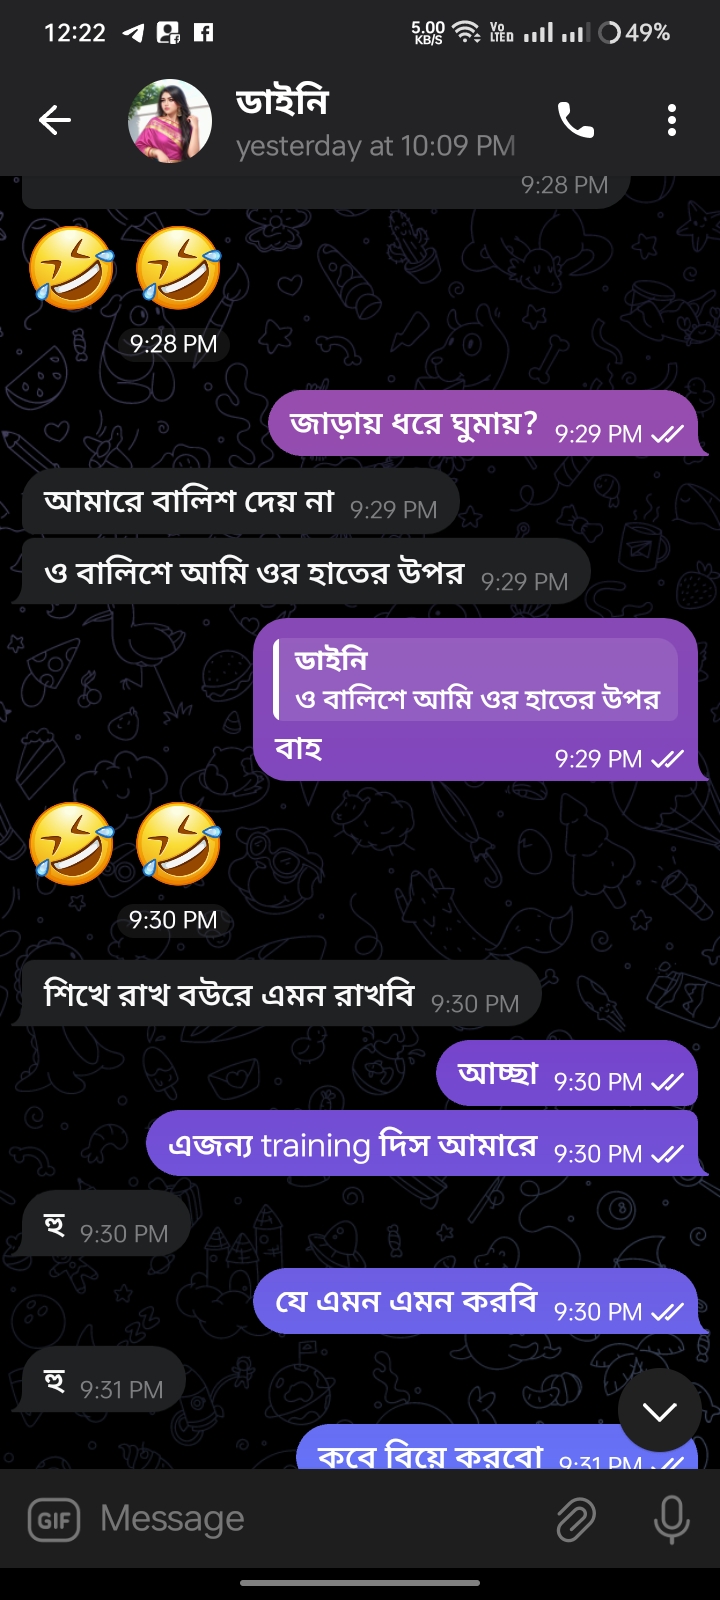 12:22 5.00 KB/S Vo LTE 49%
ডাইনি
yesterday at 10:09 PM
9:28 PM
9:28 PM
জাড়ায় ধরে ঘুমায়? 9:29 PM
আমারে বালিশ দেয় না 9:29 PM
ও বালিশে আমি ওর হাতের উপর 9:29 PM
ডাইনি
ও বালিশে আমি ওর হাতের উপর
বাহ 9:29 PM
9:30 PM
শিখে রাখ বউরে এমন রাখবি 9:30 PM
আচ্ছা 9:30 PM
এজন্য training দিস আমারে 9:30 PM
হু 9:30 PM
যে এমন এমন করবি 9:30 PM
হু 9:31 PM
কবে বিয়ে করবো 9:31 PM
GIF Message